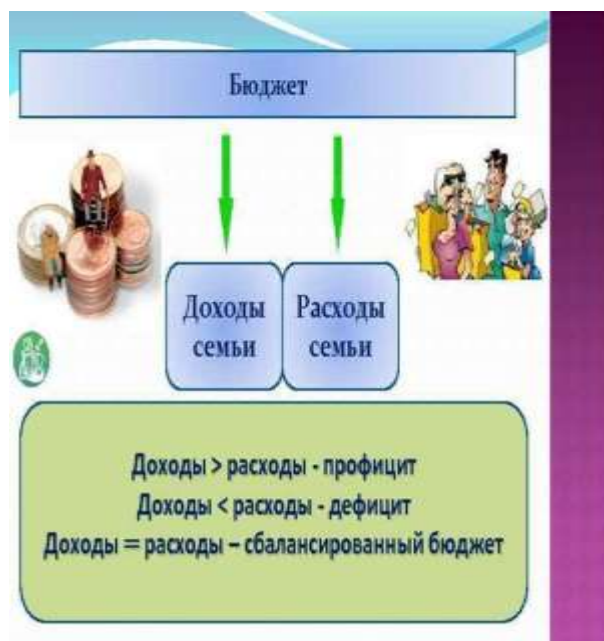 Бюджет
Доходы
семьи
Расходы
семьи
Доходы > расходы - профицит
Доходы < расходы - дефицит
Доходы = расходы – сбалансированный бюджет